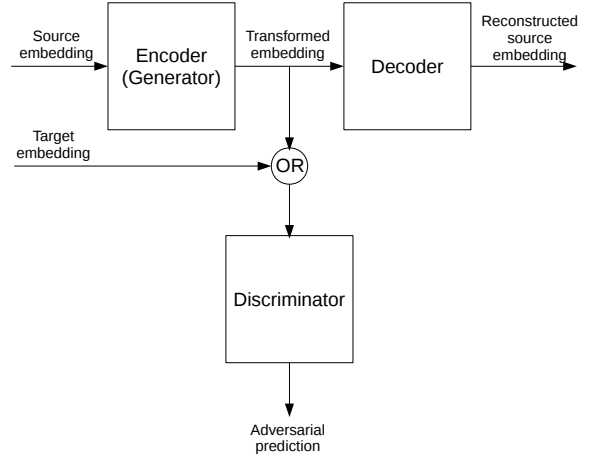 Source
embedding
Encoder
(Generator)
Transformed
embedding
Decoder
Reconstructed
source
embedding
Target
embedding
OR
Discriminator
Adversarial
prediction